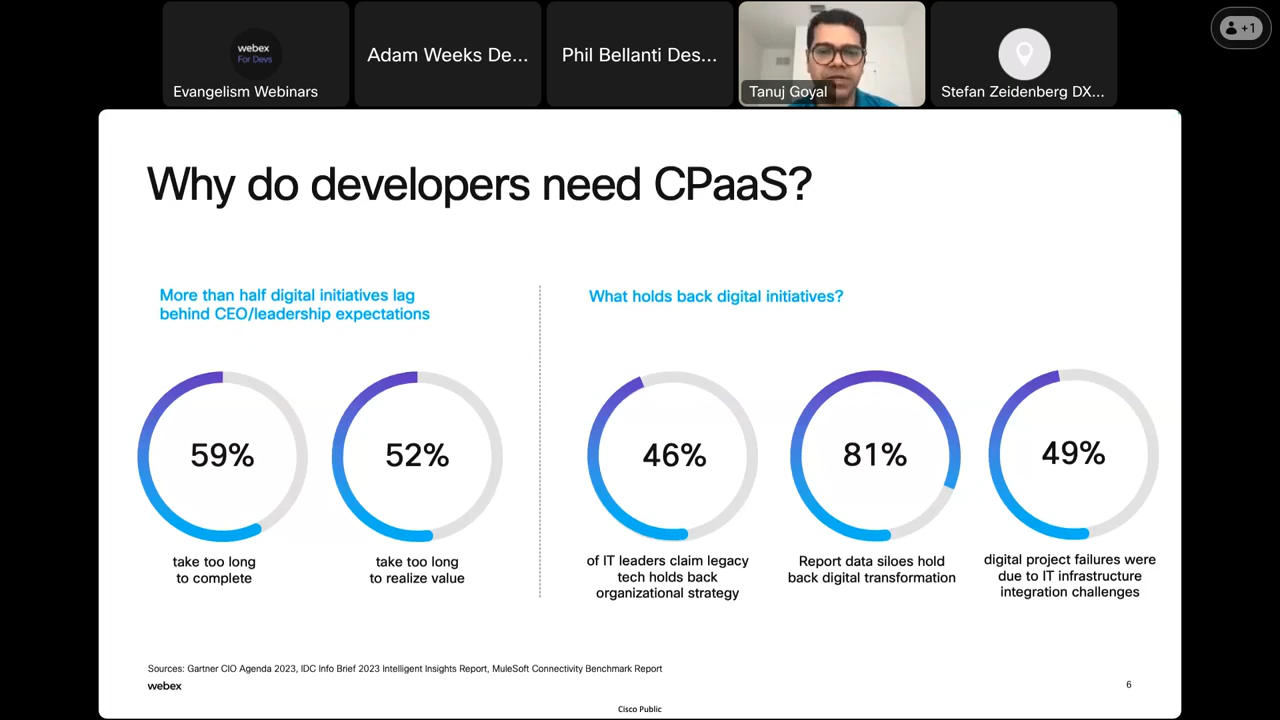 webex
For Devs
Evangelism Webinars
Adam Weeks De...
Phil Bellanti Des...
Tanuj Goyal
Stefan Zeidenberg DX...
+1
Why do developers need CPaaS?
More than half digital initiatives lag
behind CEO/leadership expectations
59%
take too long
to complete
52%
take too long
to realize value
What holds back digital initiatives?
46%
of IT leaders claim legacy
tech holds back
organizational strategy
81%
Report data siloes hold
back digital transformation
49%
digital project failures were
due to IT infrastructure
integration challenges
Sources: Gartner CIO Agenda 2023, IDC Info Brief 2023 Intelligent Insights Report, MuleSoft Connectivity Benchmark Report
webex
6
Cisco Public